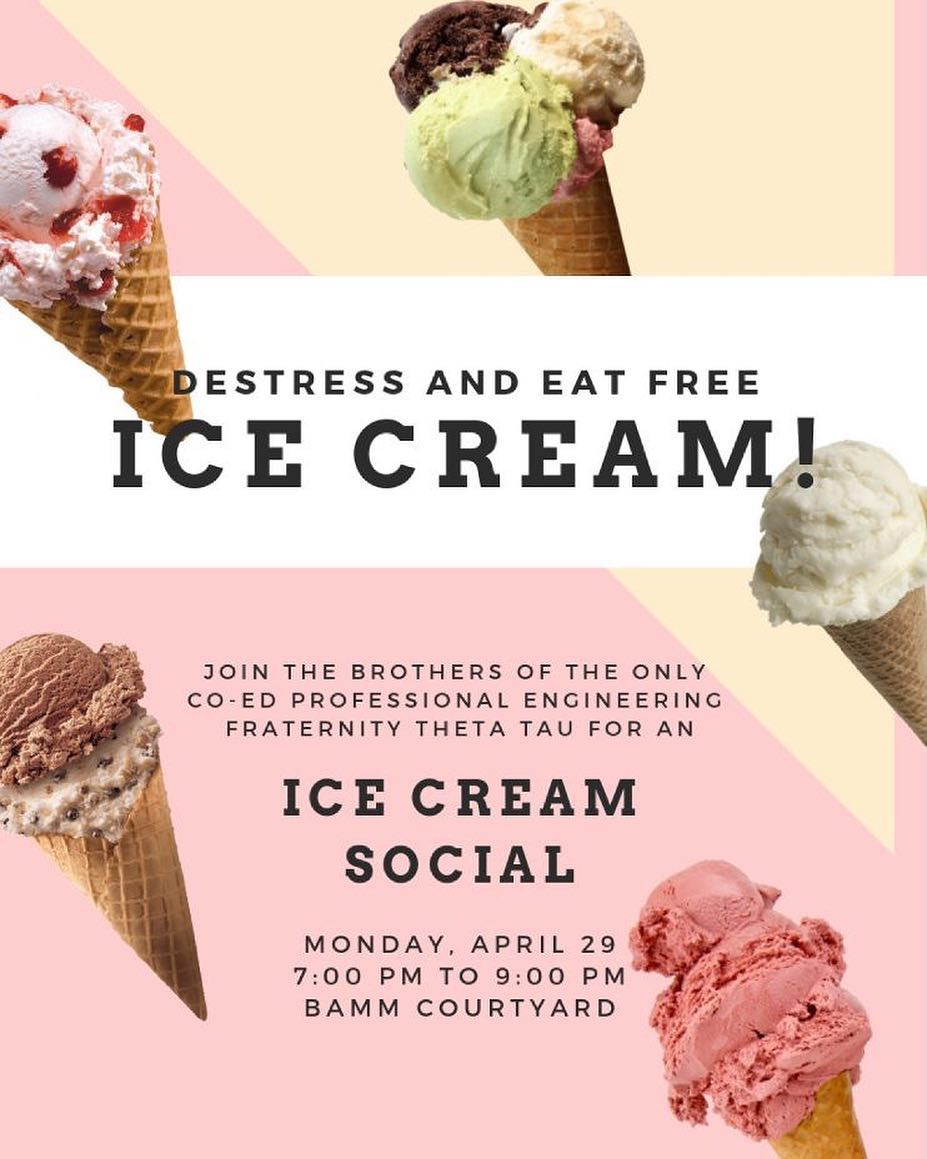 DESTRESS AND EAT FREE
ICE CREAM!
JOIN THE BROTHERS OF THE ONLY
CO-ED PROFESSIONAL ENGINEERING
FRATERNITY THETA TAU FOR AN
ICE CREAM
SOCIAL
MONDAY, APRIL 29
7:00 PM TO 9:00 PM
BAMM COURTYARD